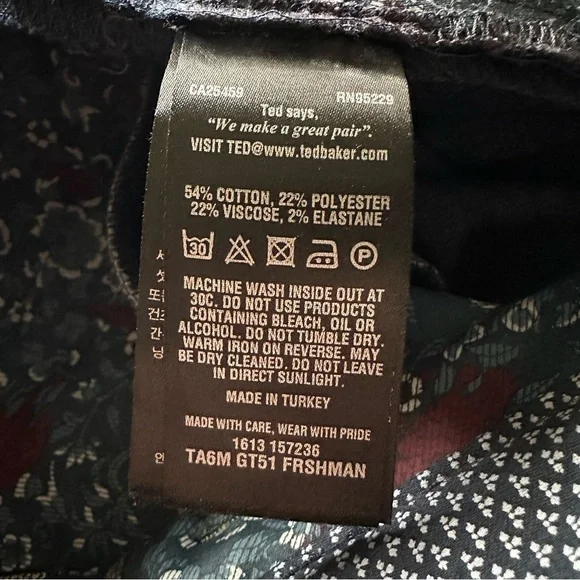 CA25459 RN95229
Ted says,
"We make a great pair".
VISIT TED@www.tedbaker.com
54% COTTON, 22% POLYESTER
22% VISCOSE, 2% ELASTANE
30 P
MACHINE WASH INSIDE OUT AT
30C. DO NOT USE PRODUCTS
CONTAINING BLEACH, OIL OR
ALCOHOL. DO NOT TUMBLE DRY.
WARM IRON ON REVERSE. MAY
BE DRY CLEANED. DO NOT LEAVE
IN DIRECT SUNLIGHT.
MADE IN TURKEY
MADE WITH CARE, WEAR WITH PRIDE
1613 157236
TA6M GT51 FRSHMAN